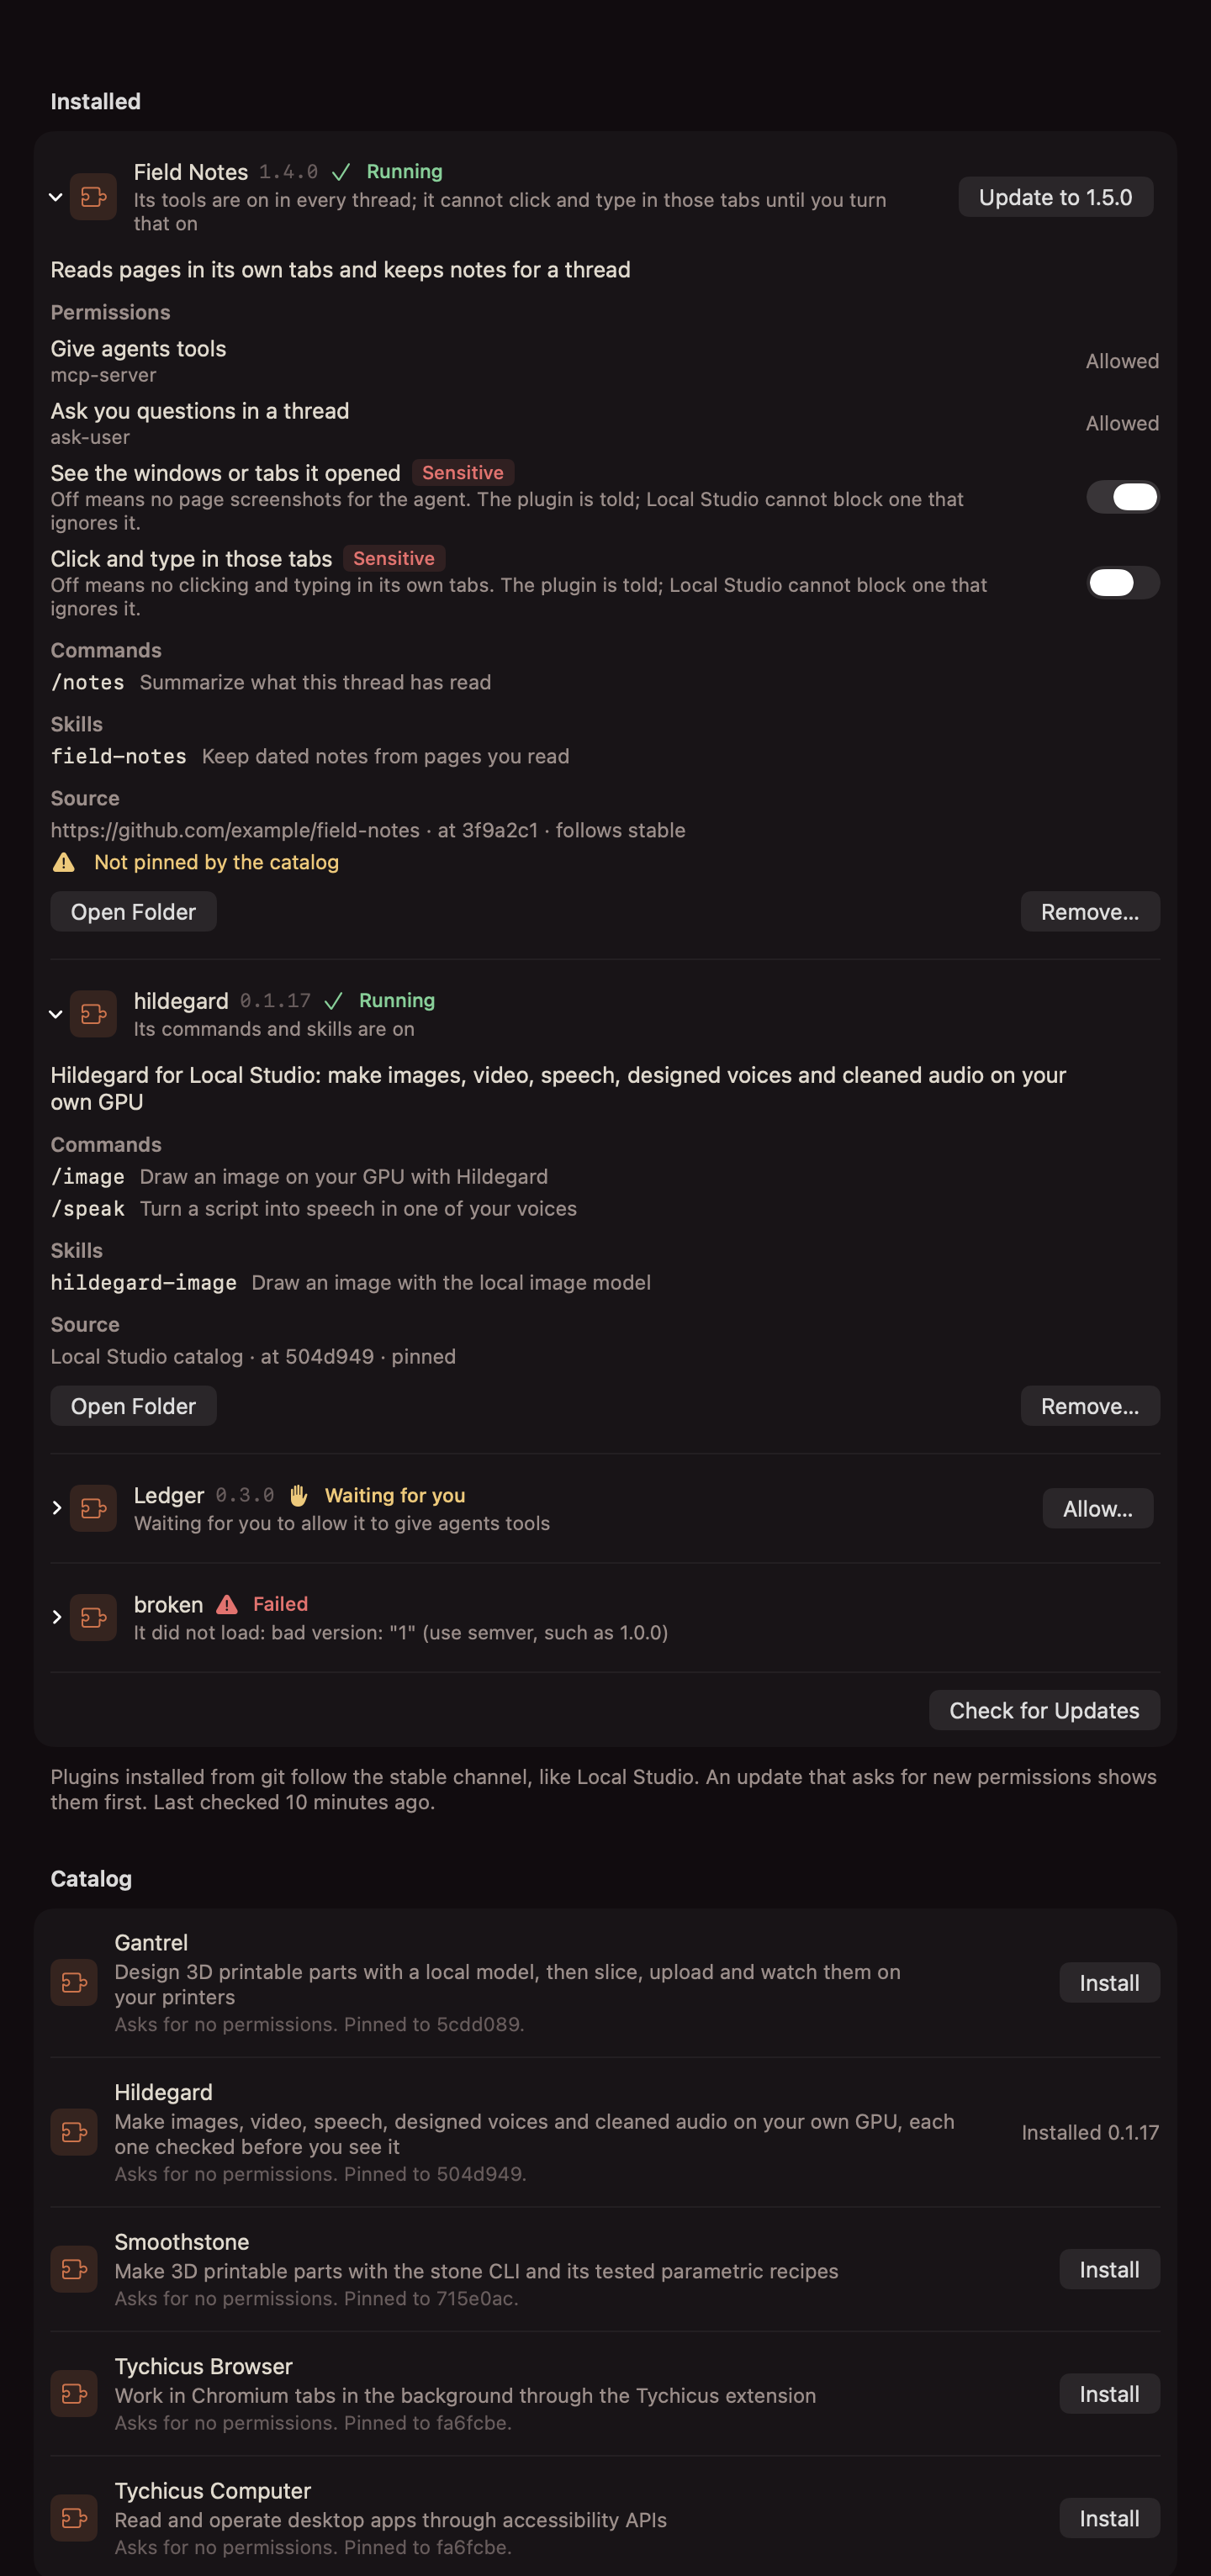 Installed
Field Notes 1.4.0 Running
Its tools are on in every thread; it cannot click and type in those tabs until you turn
that on
Update to 1.5.0
Reads pages in its own tabs and keeps notes for a thread
Permissions
Give agents tools
mcp-server
Allowed
Ask you questions in a thread
ask-user
Allowed
See the windows or tabs it opened Sensitive
Off means no page screenshots for the agent. The plugin is told; Local Studio cannot block one that
ignores it.
Click and type in those tabs Sensitive
Off means no clicking and typing in its own tabs. The plugin is told; Local Studio cannot block one that
ignores it.
Commands
/notes Summarize what this thread has read
Skills
field-notes Keep dated notes from pages you read
Source
https://github.com/example/field-notes · at 3f9a2c1 · follows stable
Not pinned by the catalog
Open Folder Remove...
hildegard 0.1.17 Running
Its commands and skills are on
Hildegard for Local Studio: make images, video, speech, designed voices and cleaned audio on your
own GPU
Commands
/image Draw an image on your GPU with Hildegard
/speak Turn a script into speech in one of your voices
Skills
hildegard-image Draw an image with the local image model
Source
Local Studio catalog · at 504d949 · pinned
Open Folder Remove...
Ledger 0.3.0 Waiting for you
Waiting for you to allow it to give agents tools
Allow...
broken Failed
It did not load: bad version: "1" (use semver, such as 1.0.0)
Check for Updates
Plugins installed from git follow the stable channel, like Local Studio. An update that asks for new permissions shows
them first. Last checked 10 minutes ago.
Catalog
Gantrel
Design 3D printable parts with a local model, then slice, upload and watch them on
your printers
Asks for no permissions. Pinned to 5cdd089.
Install
Hildegard
Make images, video, speech, designed voices and cleaned audio on your own GPU, each
one checked before you see it
Asks for no permissions. Pinned to 504d949.
Installed 0.1.17
Smoothstone
Make 3D printable parts with the stone CLI and its tested parametric recipes
Asks for no permissions. Pinned to 715e0ac.
Install
Tychicus Browser
Work in Chromium tabs in the background through the Tychicus extension
Asks for no permissions. Pinned to fa6fcbe.
Install
Tychicus Computer
Read and operate desktop apps through accessibility APIs
Asks for no permissions. Pinned to fa6fcbe.
Install